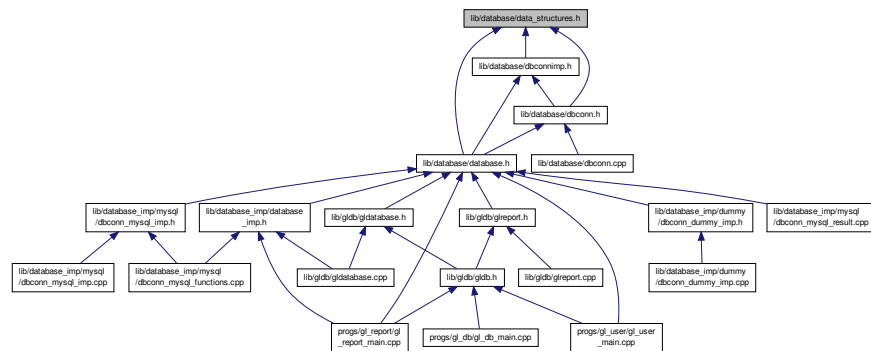 lib/database/data_structures.h
lib/database/dbconnimp.h
lib/database/dbconn.h
lib/database/database.h
lib/database/dbconn.cpp
lib/database_imp/mysql
/dbconn_mysql_imp.h
lib/database_imp/database
_imp.h
lib/gldb/gldatabase.h
lib/gldb/glreport.h
lib/database_imp/dummy
/dbconn_dummy_imp.h
lib/database_imp/mysql
/dbconn_mysql_result.cpp
lib/database_imp/mysql
/dbconn_mysql_imp.cpp
lib/database_imp/mysql
/dbconn_mysql_functions.cpp
lib/gldb/gldatabase.cpp
lib/gldb/gldb.h
lib/gldb/glreport.cpp
lib/database_imp/dummy
/dbconn_dummy_imp.cpp
progs/gl_report/gl
_report_main.cpp
progs/gl_db/gl_db_main.cpp
progs/gl_user/gl_user
_main.cpp